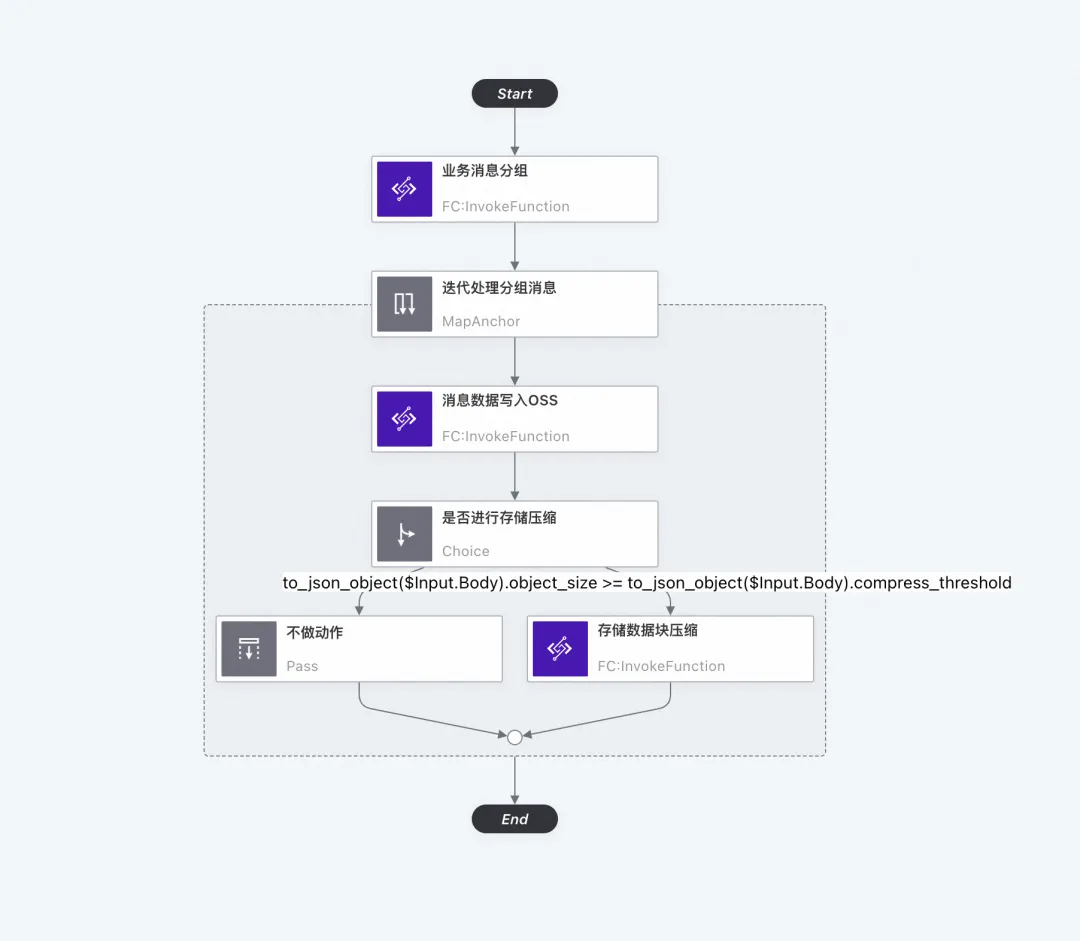 Start
业务消息分组
FC:InvokeFunction
迭代处理分组消息
MapAnchor
消息数据写入OSS
FC:InvokeFunction
是否进行存储压缩
Choice
to_json_object($Input.Body).object_size >= to_json_object($Input.Body).compress_threshold
不做动作
Pass
存储数据块压缩
FC:InvokeFunction
End